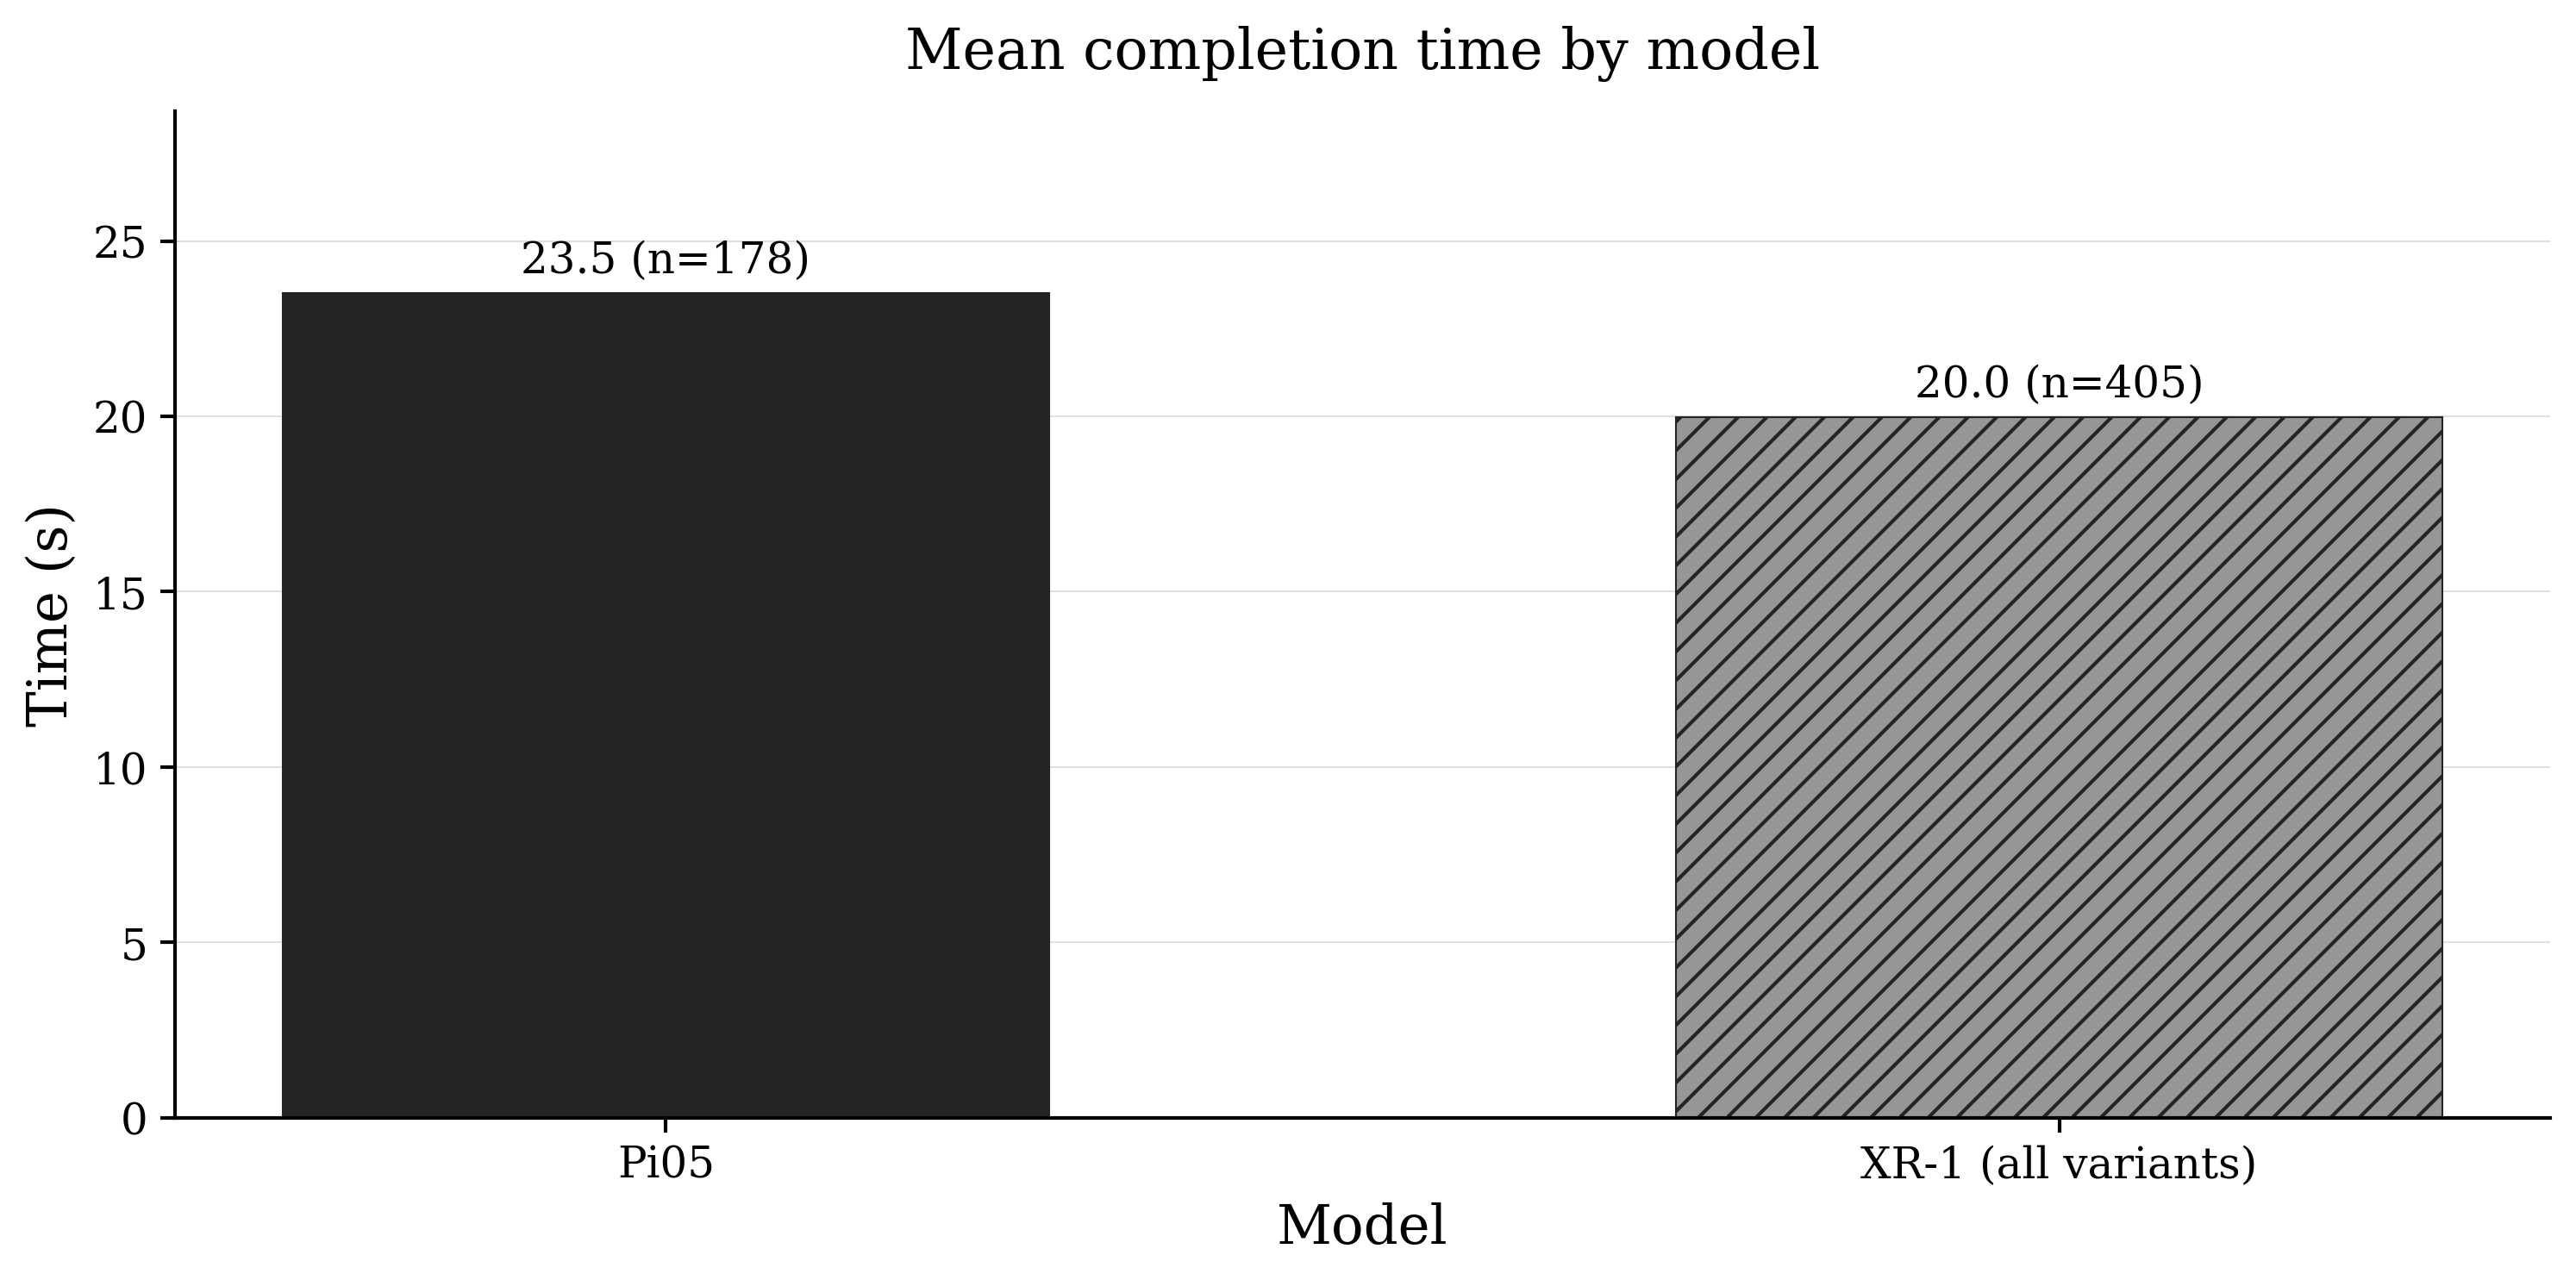 Mean completion time by model
Time (s)
25
20
15
10
5
0
23.5 (n=178)
20.0 (n=405)
Pi05
XR-1 (all variants)
Model